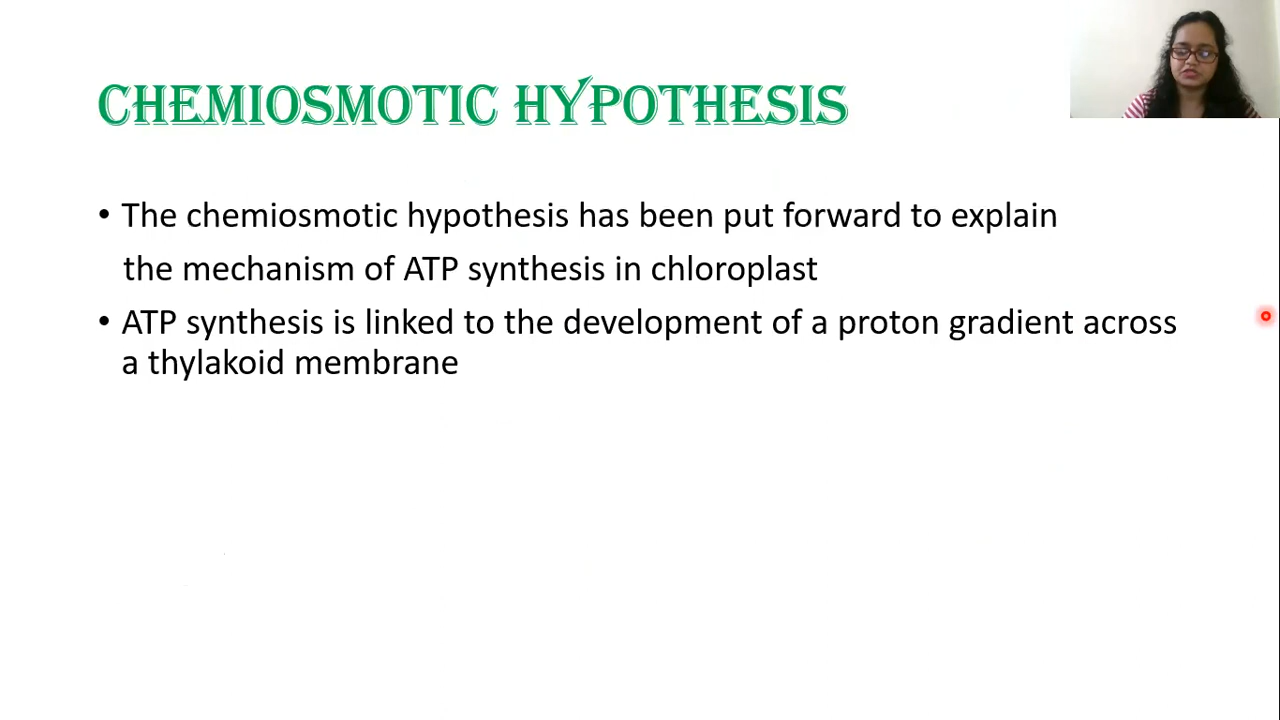 CHEMIOSMOTIC HYPOTHESIS
• The chemiosmotic hypothesis has been put forward to explain
the mechanism of ATP synthesis in chloroplast
• ATP synthesis is linked to the development of a proton gradient across
a thylakoid membrane